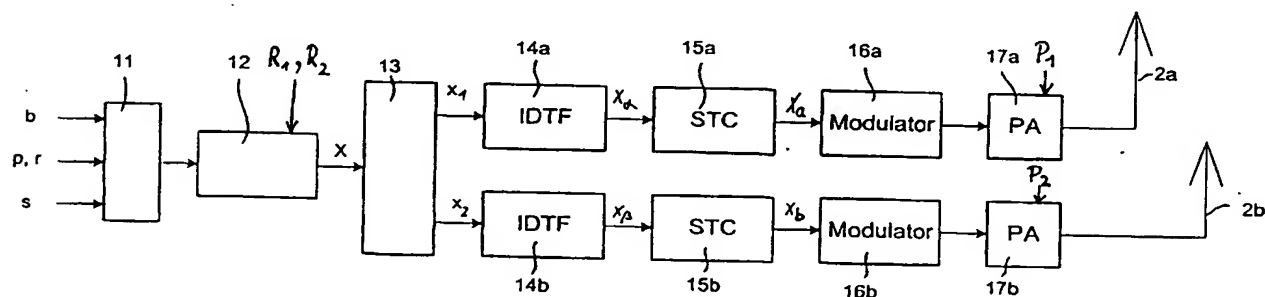 11
b
p, r
s
12
R₁, R₂
X
13
x₁
14a
IDTF
Xα
15a
STC
Xa
16a
Modulator
17a
P₁
PA
2a
x₂
IDTF
14b
Xβ
STC
15b
Xb
Modulator
16b
P₂
PA
17b
2b